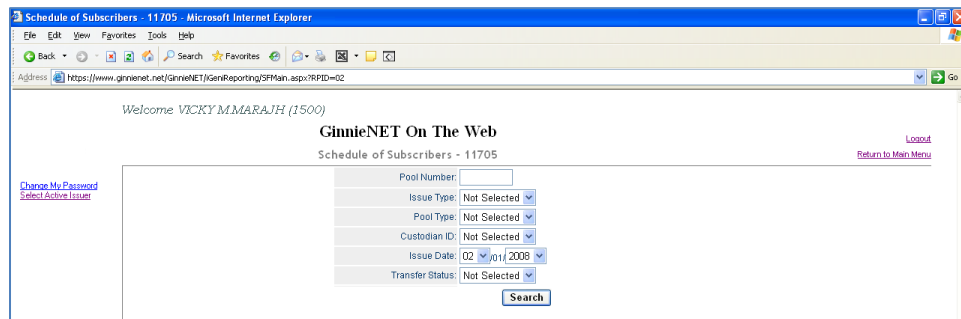 Schedule of Subscribers - 11705 - Microsoft Internet Explorer
File Edit View Favorites Tools Help
Back Search Favorites
Address https://www.ginnienet.net/GinnieNET/iGeniReporting/SFMain.aspx?RPID=02 Go
Welcome VICKY M.MARAJH (1500)
GinnieNET On The Web
Logout
Schedule of Subscribers - 11705
Return to Main Menu
Change My Password
Select Active Issuer
Pool Number:
Issue Type: Not Selected
Pool Type: Not Selected
Custodian ID: Not Selected
Issue Date: 02 /01/ 2008
Transfer Status: Not Selected
Search